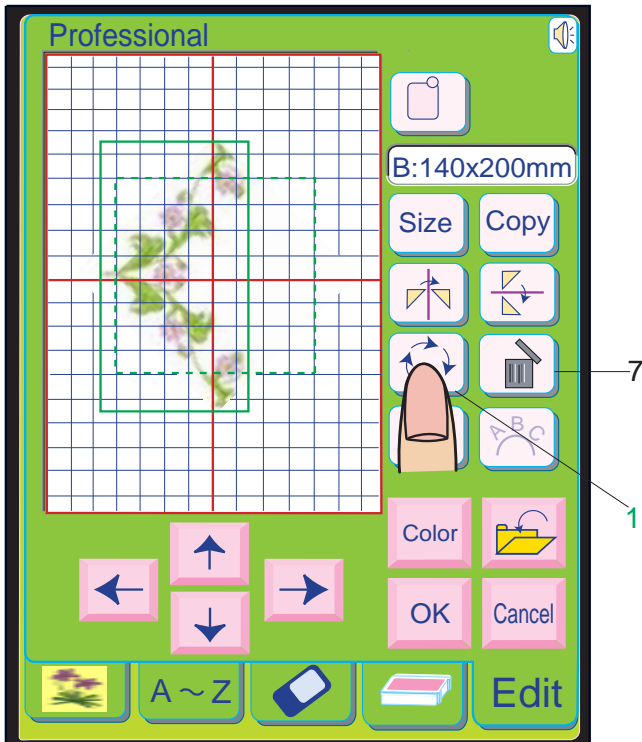 Professional
B:140x200mm
Size Copy
7
A B C
1
Color
OK Cancel
A ~ Z Edit